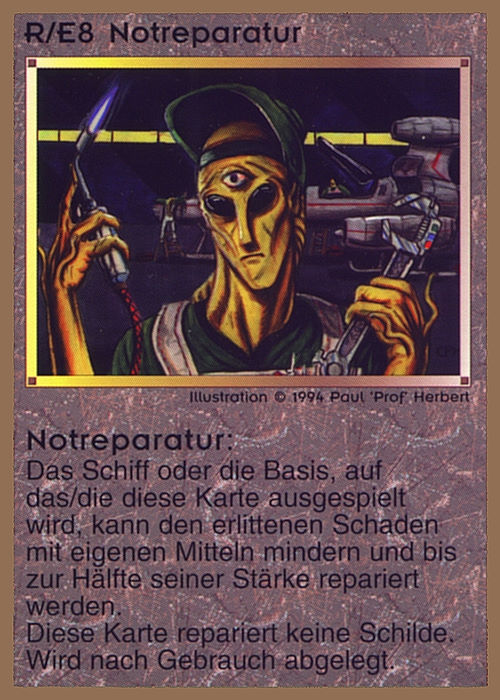 R/E8 Notreparatur
Illustration © 1994 Paul 'Prof' Herbert
Notreparatur:
Das Schiff oder die Basis, auf
das/die diese Karte ausgespielt
wird, kann den erlittenen Schaden
mit eigenen Mitteln mindern und bis
zur Hälfte seiner Stärke repariert
werden.
Diese Karte repariert keine Schilde.
Wird nach Gebrauch abgelegt.